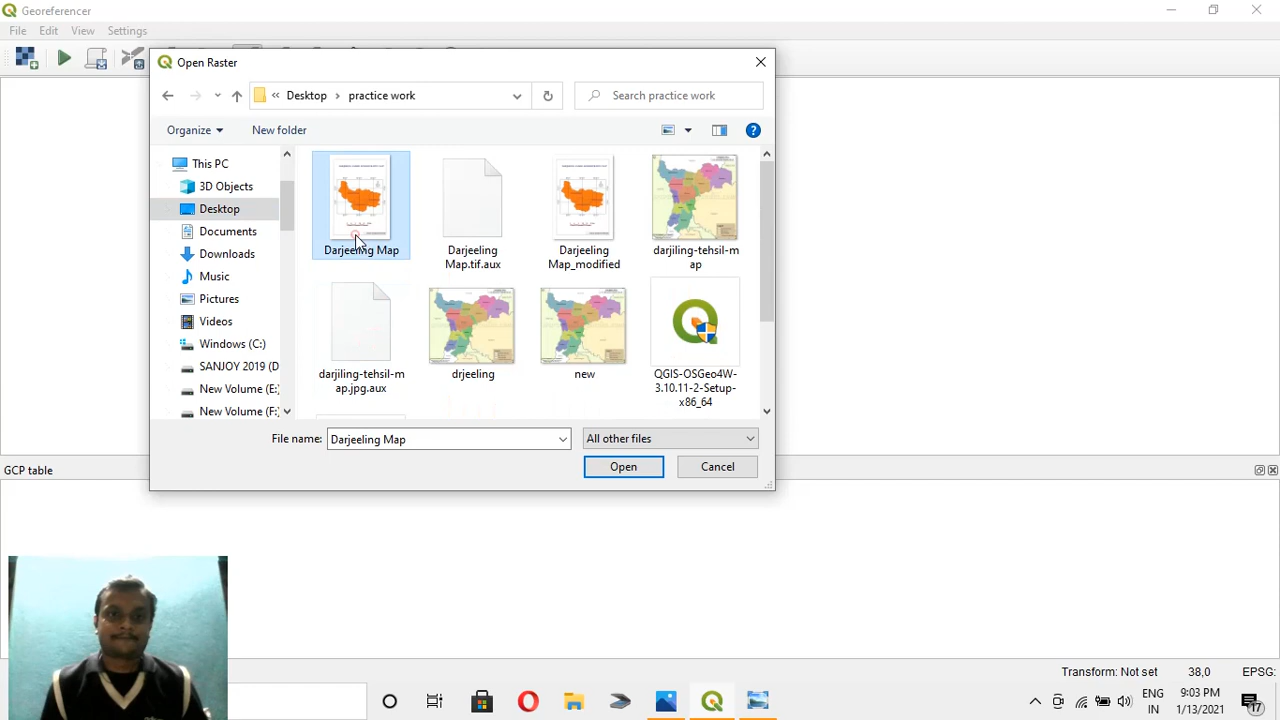 Georeferencer
File Edit View Settings
Open Raster
« Desktop › practice work
Search practice work
Organize
New folder
This PC
3D Objects
Desktop
Documents
Downloads
Music
Pictures
Videos
Windows (C:)
SANJOY 2019 (D
New Volume (E:)
New Volume (F:)
Darjeeling Map
Darjeeling
Map.tif.aux
Darjeeling
Map_modified
darjiling-tehsil-m
ap
darjiling-tehsil-m
ap.jpg.aux
drjeeling
new
QGIS-OSGeo4W-
3.10.11-2-Setup-
x86_64
File name: Darjeeling Map
All other files
Open
Cancel
GCP table
Transform: Not set
38,0
EPSG:
ENG
IN
9:03 PM
1/13/2021
17